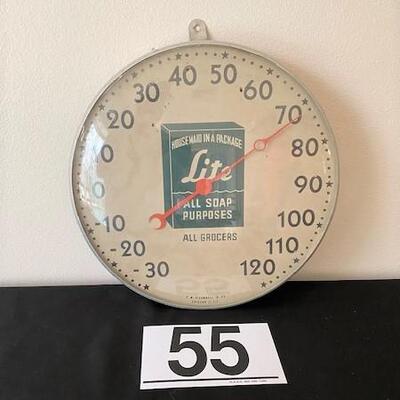 30 40 50 60
20 70
10 80
0 90
-10 100
-20 110
-30 120
HOUSEMAID IN A PACKAGE
Lite
ALL SOAP
PURPOSES
ALL GROCERS
55